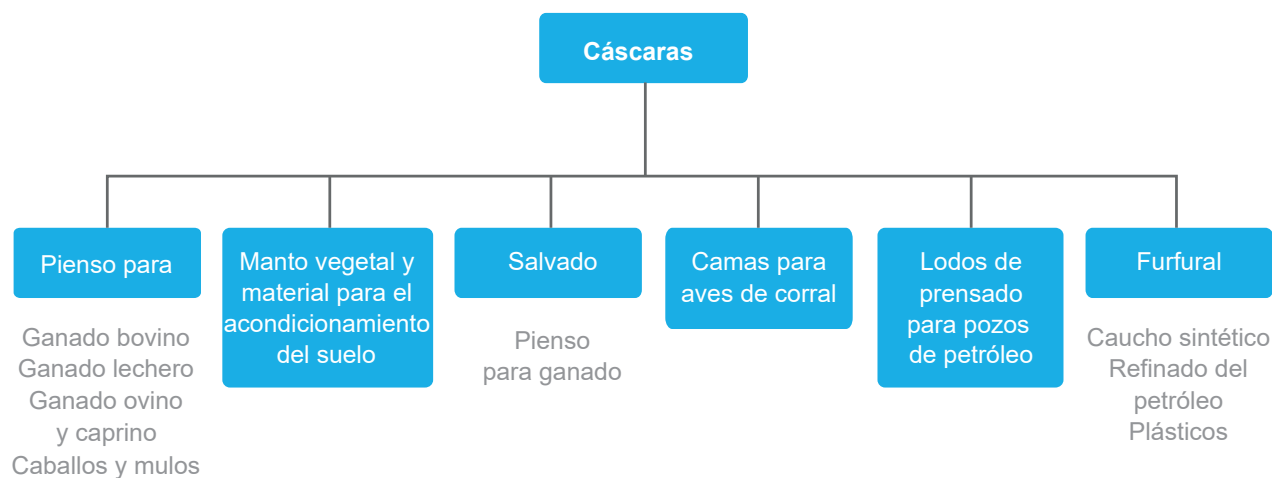 Cáscaras
Pienso para
Ganado bovino
Ganado lechero
Ganado ovino
y caprino
Caballos y mulos
Manto vegetal y
material para el
acondicionamiento
del suelo
Salvado
Pienso
para ganado
Camas para
aves de corral
Lodos de
prensado
para pozos
de petróleo
Furfural
Caucho sintético
Refinado del
petróleo
Plásticos